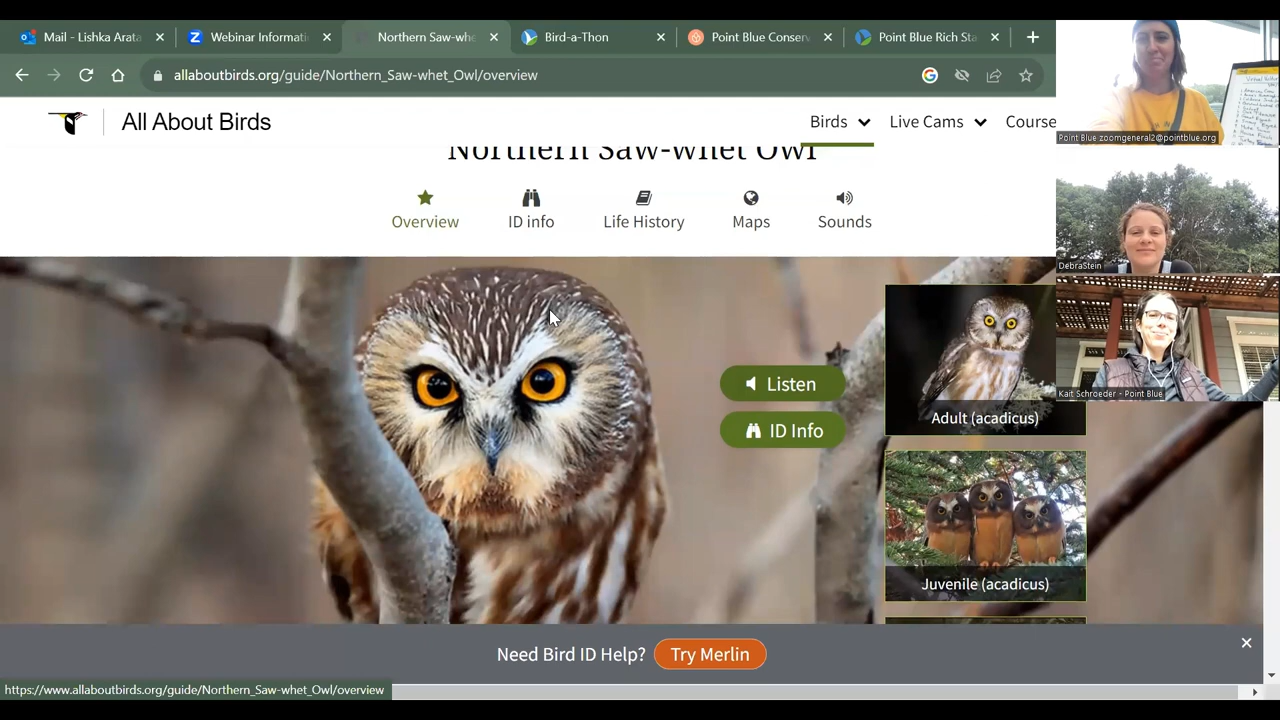 Mail - Lishka Arata
Webinar Informati
Northern Saw-whe
Bird-a-Thon
Point Blue Conserv
Point Blue Rich Sta
allaboutbirds.org/guide/Northern_Saw-whet_Owl/overview
All About Birds
Birds
Live Cams
Course
Northern Saw-whet Owl
Overview
ID info
Life History
Maps
Sounds
Listen
ID Info
Adult (acadicus)
Juvenile (acadicus)
Need Bird ID Help?
Try Merlin
https://www.allaboutbirds.org/guide/Northern_Saw-whet_Owl/overview
Point Blue zoomgeneral2@pointblue.org
DebraStein
Kait Schroeder - Point Blue